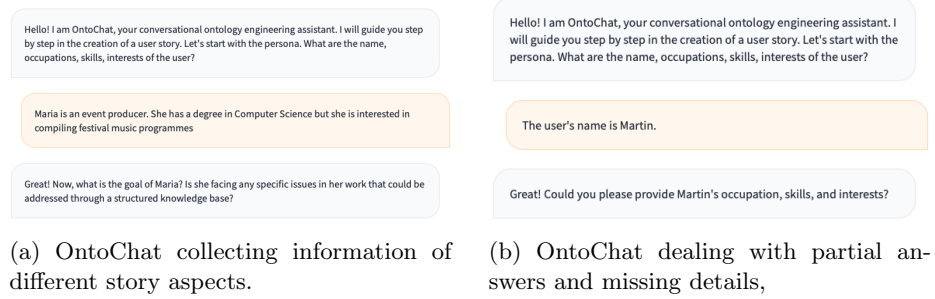 Hello! I am OntoChat, your conversational ontology engineering assistant. I will guide you step
by step in the creation of a user story. Let's start with the persona. What are the name,
occupations, skills, interests of the user?
Maria is an event producer. She has a degree in Computer Science but she is interested in
compiling festival music programmes
Great! Now, what is the goal of Maria? Is she facing any specific issues in her work that could be
addressed through a structured knowledge base?
(a) OntoChat collecting information of
different story aspects.
Hello! I am OntoChat, your conversational ontology engineering assistant. I
will guide you step by step in the creation of a user story. Let's start with the
persona. What are the name, occupations, skills, interests of the user?
The user's name is Martin.
Great! Could you please provide Martin's occupation, skills, and interests?
(b) OntoChat dealing with partial an-
swers and missing details,